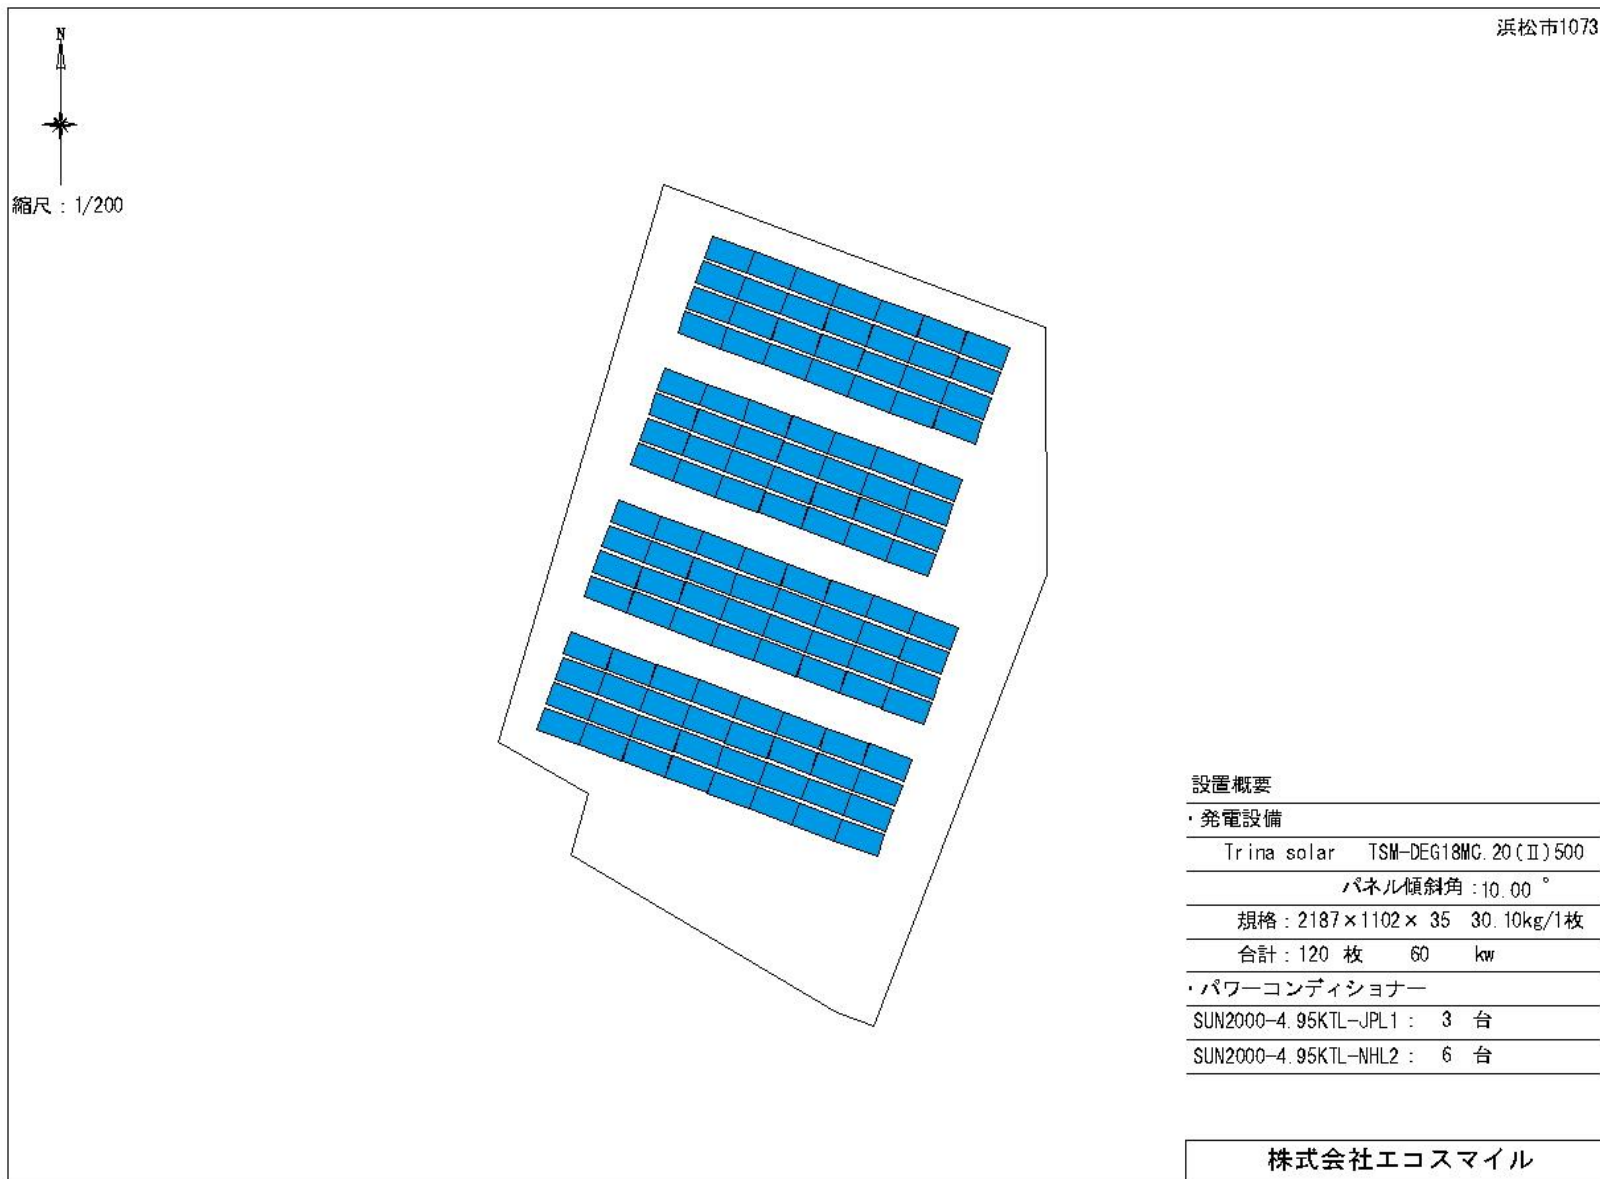 浜松市1073
N
縮尺：1/200
設置概要
・発電設備
Trina solar TSM-DEG18MC.20(Ⅱ)500
パネル傾斜角：10.00 °
規格：2187×1102× 35 30.10kg/1枚
合計：120 枚 60 kw
・パワーコンディショナー
SUN2000-4.95KTL-JPL1： 3 台
SUN2000-4.95KTL-NHL2： 6 台
株式会社エコスマイル